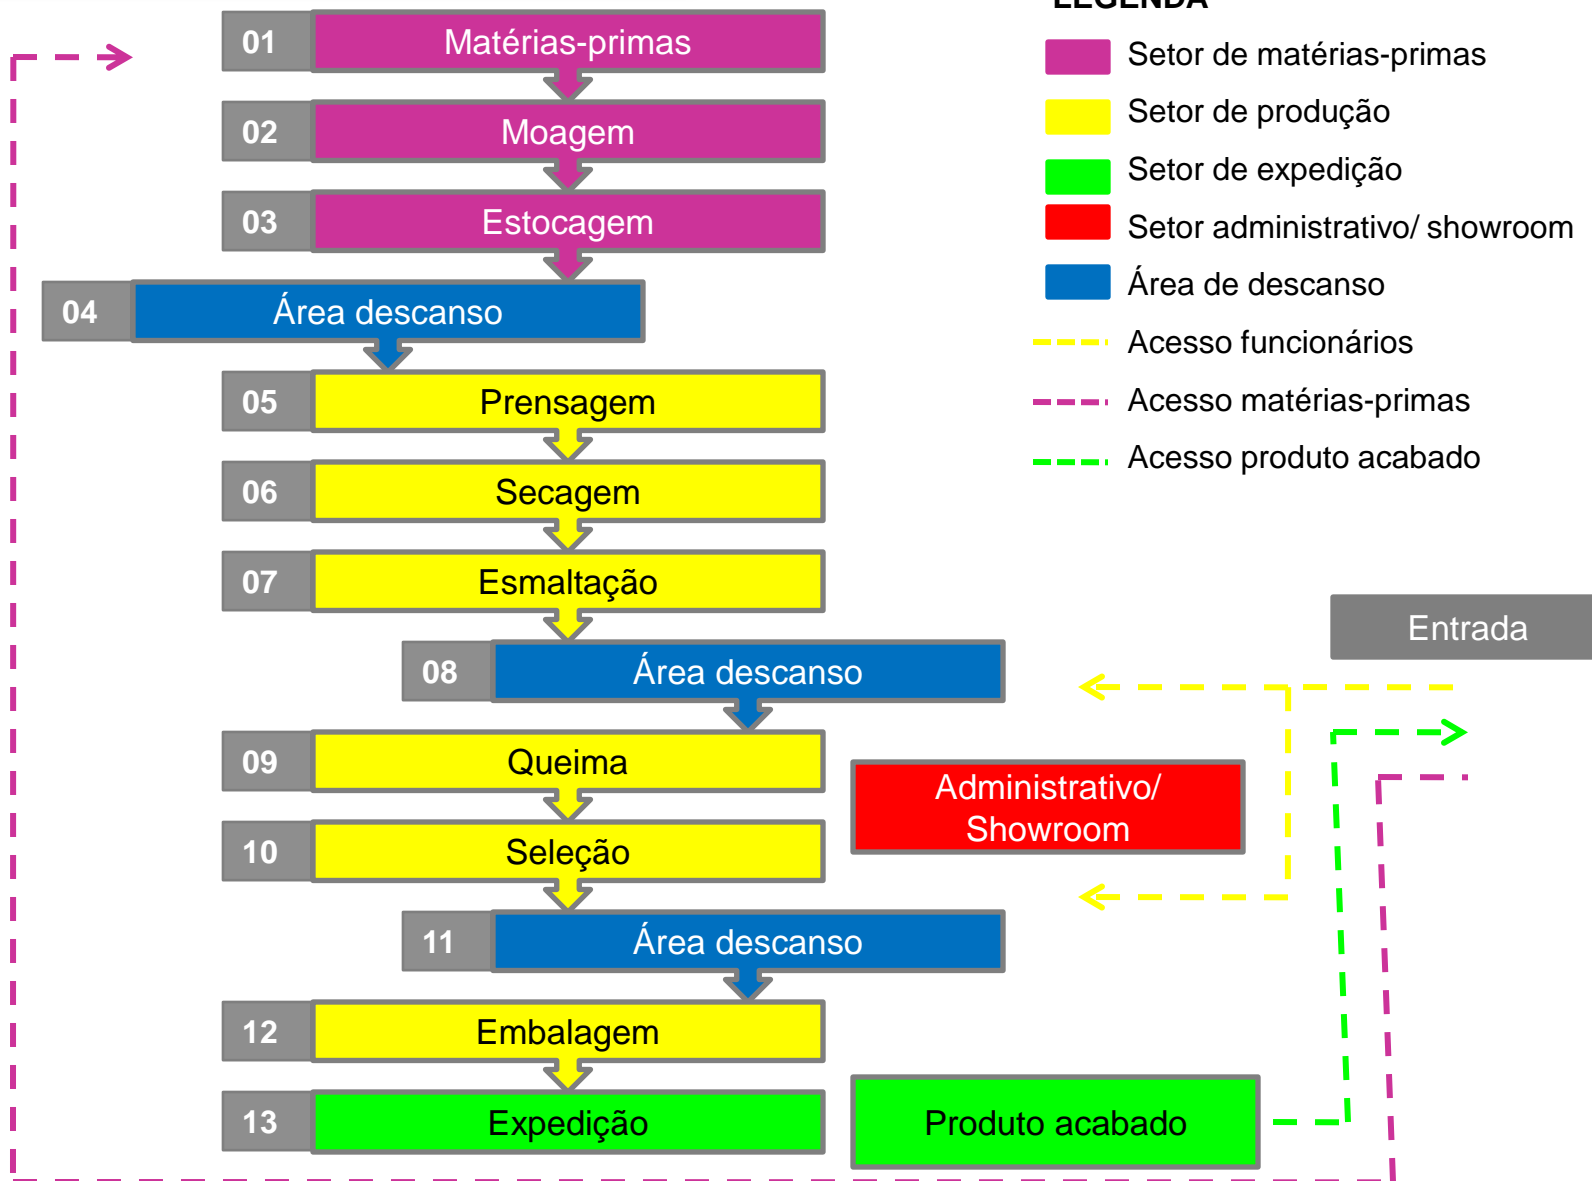 LEGENDA
01 Matérias-primas
02 Moagem
03 Estocagem
04 Área descanso
05 Prensagem
06 Secagem
07 Esmaltação
08 Área descanso
09 Queima
10 Seleção
11 Área descanso
12 Embalagem
13 Expedição
Setor de matérias-primas
Setor de produção
Setor de expedição
Setor administrativo/ showroom
Área de descanso
Acesso funcionários
Acesso matérias-primas
Acesso produto acabado
Entrada
Administrativo/
Showroom
Produto acabado